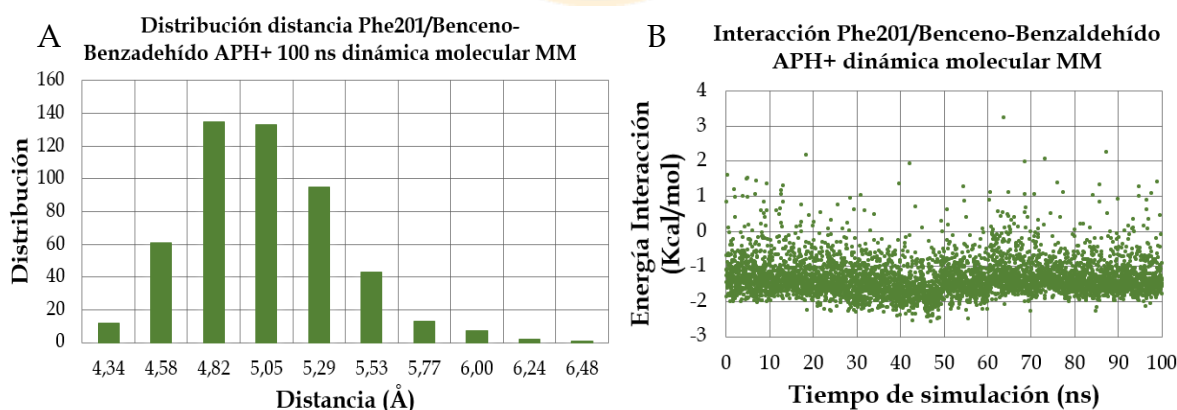 A
Distribución distancia Phe201/Benceno-
Benzadehído APH+ 100 ns dinámica molecular MM
160
140
120
100
80
60
40
20
0
Distribución
4,34 4,58 4,82 5,05 5,29 5,53 5,77 6,00 6,24 6,48
Distancia (Å)
B
Interacción Phe201/Benceno-Benzaldehído
APH+ dinámica molecular MM
4
3
2
1
0
-1
-2
-3
Energía Interacción
(Kcal/mol)
0 10 20 30 40 50 60 70 80 90 100
Tiempo de simulación (ns)